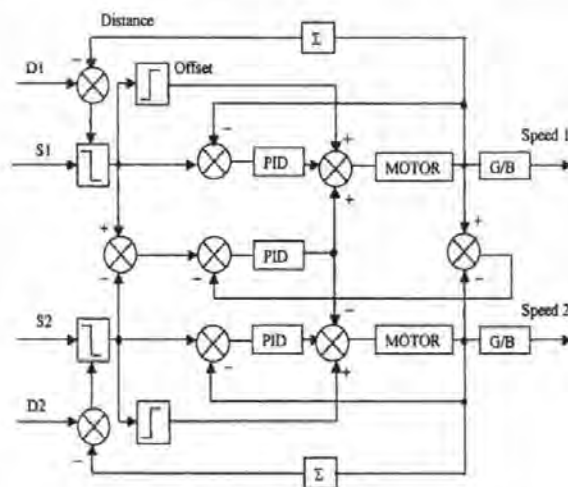 Distance
Σ
D1
Offset
Speed 1
S1
PID
MOTOR
G/B
PID
Speed 2
S2
PID
MOTOR
G/B
D2
Σ